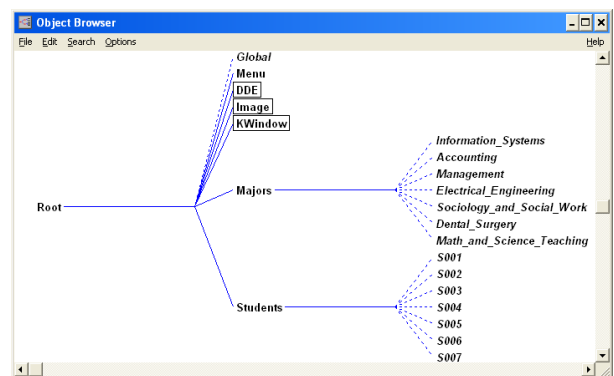 Object Browser
File Edit Search Options Help
Global
Menu
DDE
Image
KWindow
Information_Systems
Accounting
Management
Majors
Electrical_Engineering
Root
Sociology_and_Social_Work
Dental_Surgery
Math_and_Science_Teaching
S001
S002
S003
Students
S004
S005
S006
S007